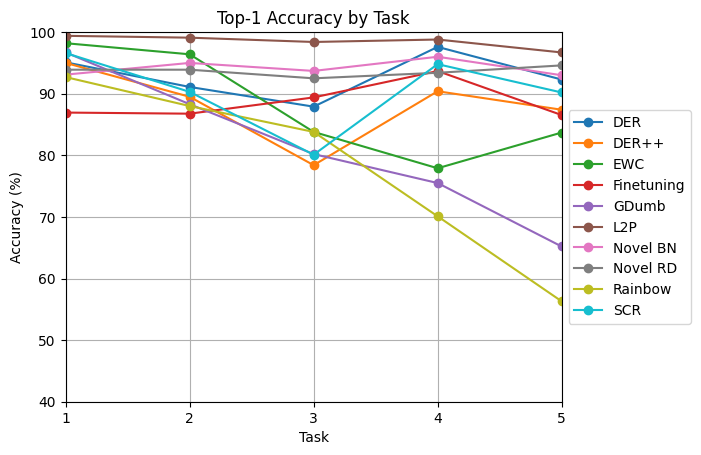 Top-1 Accuracy by Task
Accuracy (%)
100
90
80
70
60
50
40
1 2 3 4 5
Task
DER
DER++
EWC
Finetuning
GDumb
L2P
Novel BN
Novel RD
Rainbow
SCR